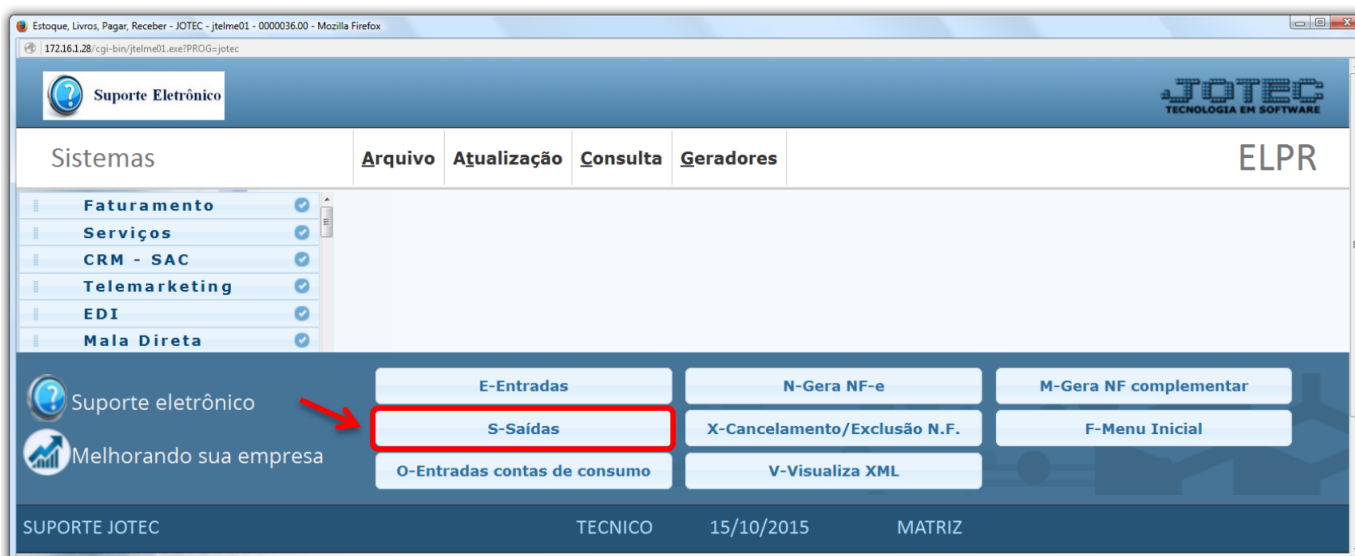 Estoque, Livros, Pagar, Receber - JOTEC - jtelme01 - 0000036.00 - Mozilla Firefox
172.16.1.28/cgi-bin/jtelme01.exe?PROG=jotec
Suporte Eletrônico
JOTEC
TECNOLOGIA EM SOFTWARE
Sistemas
Arquivo Atualização Consulta Geradores
ELPR
Faturamento
Serviços
CRM - SAC
Telemarketing
EDI
Mala Direta
Suporte eletrônico
Melhorando sua empresa
E-Entradas N-Gera NF-e M-Gera NF complementar
S-Saídas X-Cancelamento/Exclusão N.F. F-Menu Inicial
O-Entradas contas de consumo V-Visualiza XML
SUPORTE JOTEC TECNICO 15/10/2015 MATRIZ